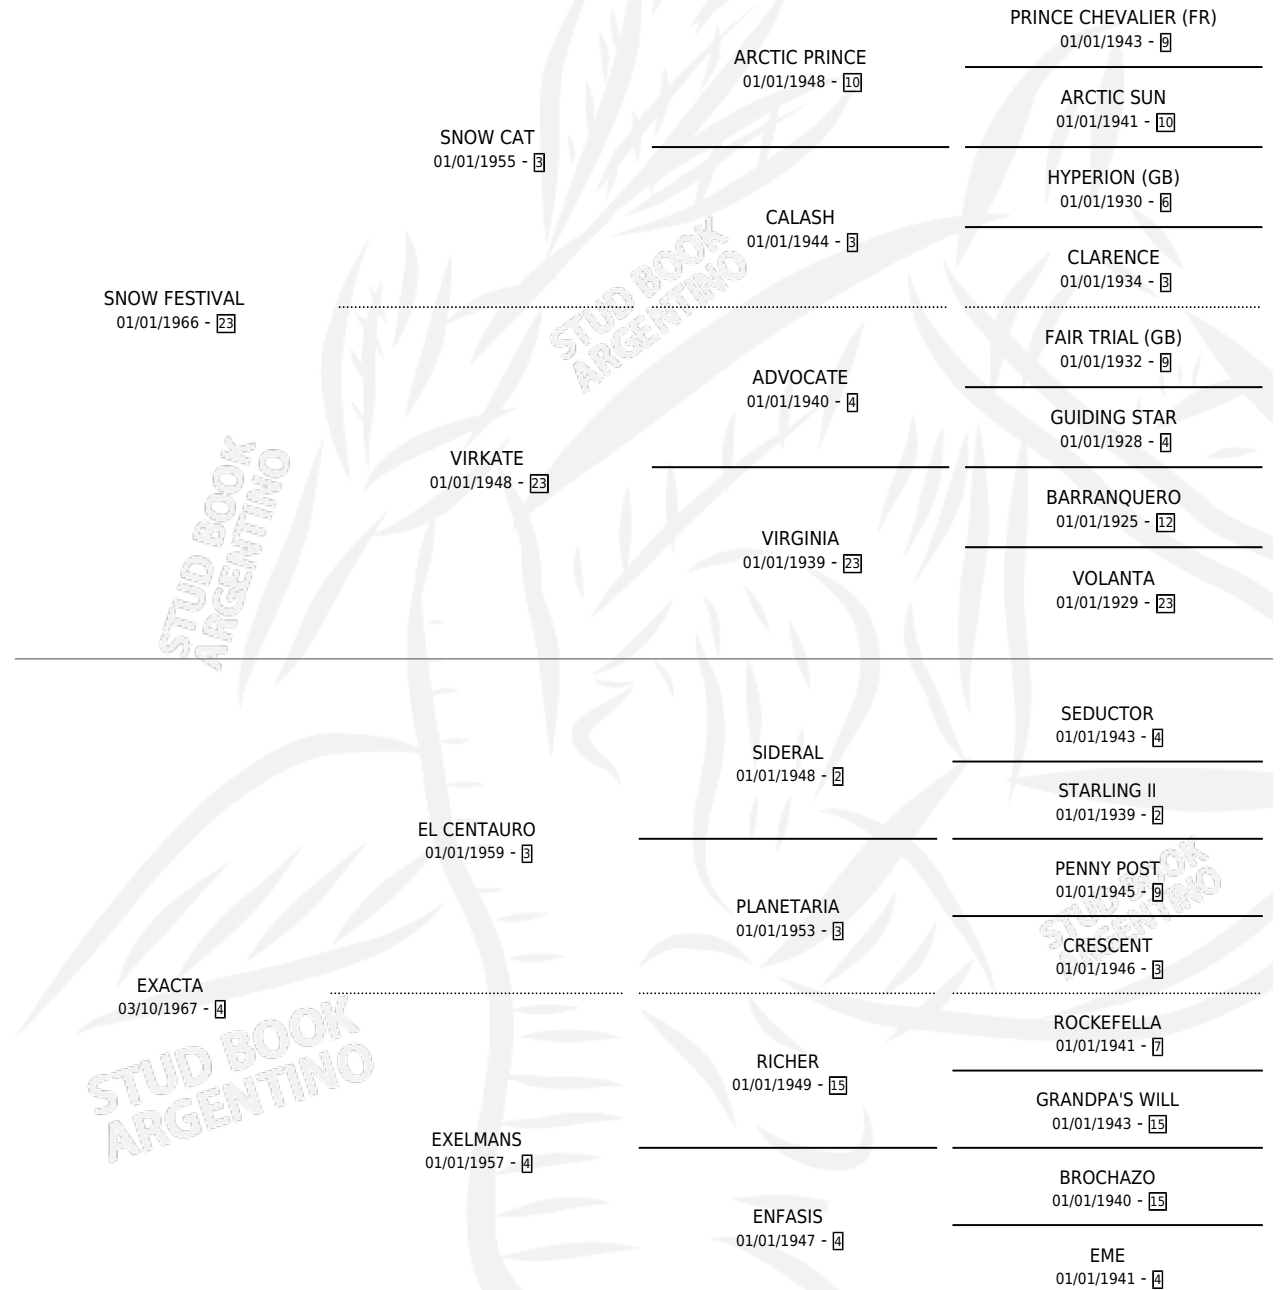 PRINCE CHEVALIER (FR)
01/01/1943 - 9
ARCTIC PRINCE
01/01/1948 - 10
ARCTIC SUN
01/01/1941 - 10
SNOW CAT
01/01/1955 - 3
HYPERION (GB)
01/01/1930 - 6
CALASH
01/01/1944 - 3
CLARENCE
01/01/1934 - 3
SNOW FESTIVAL
01/01/1966 - 23
FAIR TRIAL (GB)
01/01/1932 - 9
ADVOCATE
01/01/1940 - 4
GUIDING STAR
01/01/1928 - 4
VIRKATE
01/01/1948 - 23
BARRANQUERO
01/01/1925 - 12
VIRGINIA
01/01/1939 - 23
VOLANTA
01/01/1929 - 23
STUD BOOK
ARGENTINO
STUD BOOK
ARGENTINO
SEDUCTOR
01/01/1943 - 4
SIDERAL
01/01/1948 - 2
STARLING II
01/01/1939 - 2
EL CENTAURO
01/01/1959 - 3
PENNY POST
01/01/1945 - 9
PLANETARIA
01/01/1953 - 3
CRESCENT
01/01/1946 - 3
STUD BOOK
ARGENTINO
EXACTA
03/10/1967 - 4
ROCKEFELLA
01/01/1941 - 7
RICHER
01/01/1949 - 15
GRANDPA'S WILL
01/01/1943 - 15
STUD BOOK
ARGENTINO
EXELMANS
01/01/1957 - 4
BROCHAZO
01/01/1940 - 15
ENFASIS
01/01/1947 - 4
EME
01/01/1941 - 4